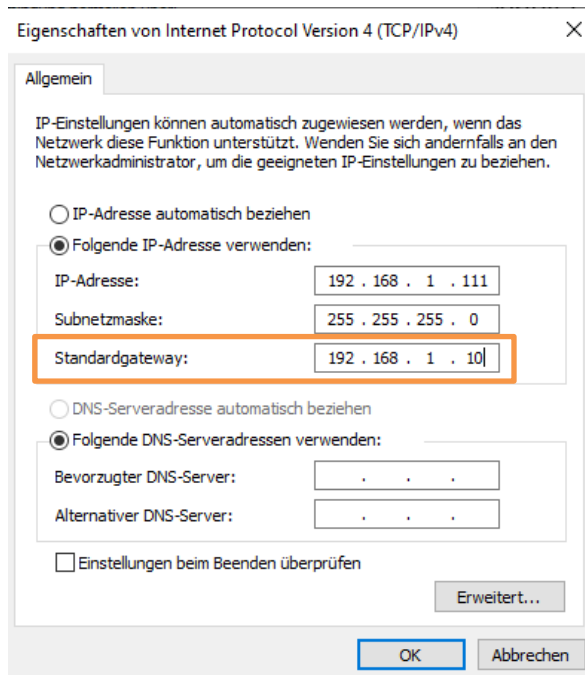 Eigenschaften von Internet Protocol Version 4 (TCP/IPv4)
Allgemein
IP-Einstellungen können automatisch zugewiesen werden, wenn das
Netzwerk diese Funktion unterstützt. Wenden Sie sich andernfalls an den
Netzwerkadministrator, um die geeigneten IP-Einstellungen zu beziehen.
IP-Adresse automatisch beziehen
Folgende IP-Adresse verwenden:
IP-Adresse: 192 . 168 . 1 . 111
Subnetzmaske: 255 . 255 . 255 . 0
Standardgateway: 192 . 168 . 1 . 10
DNS-Serveradresse automatisch beziehen
Folgende DNS-Serveradressen verwenden:
Bevorzugter DNS-Server: . . .
Alternativer DNS-Server: . . .
Einstellungen beim Beenden überprüfen
Erweitert...
OK Abbrechen